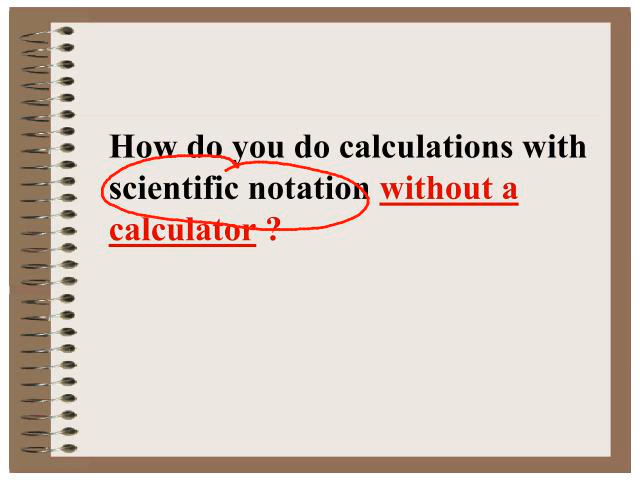 How do you do calculations with
scientific notation without a
calculator ?